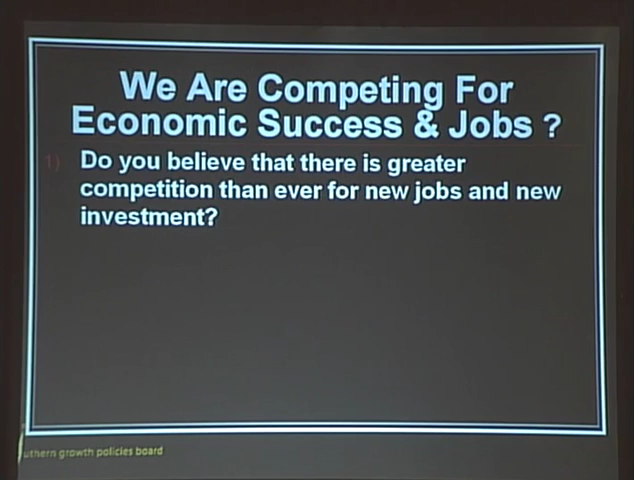 We Are Competing For
Economic Success & Jobs ?
1) Do you believe that there is greater
competition than ever for new jobs and new
investment?
uthern growth policies board